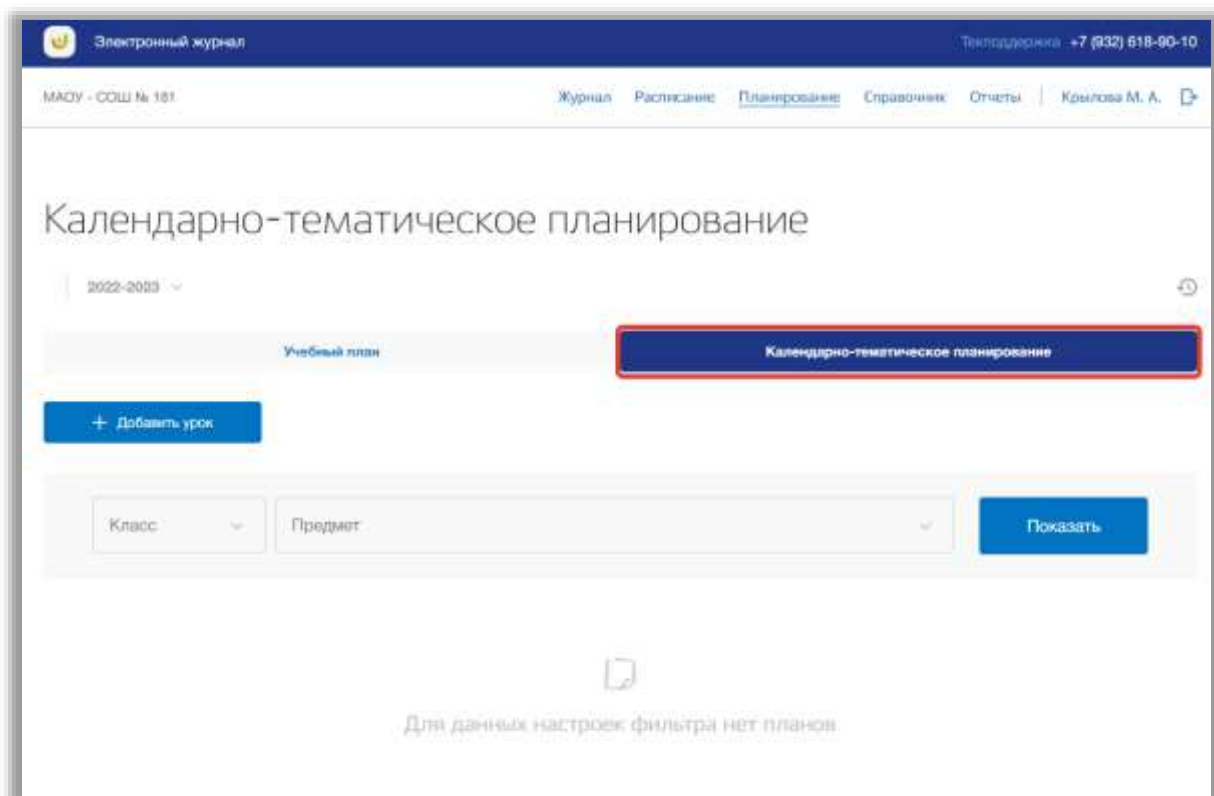 Электронный журнал
Техподдержка +7 (932) 618-90-10
МАОУ - СОШ № 181
Журнал Расписание Планирование Справочник Отчеты Крылова М. А.
Календарно-тематическое планирование
2022-2023
Учебный план
Календарно-тематическое планирование
+ Добавить урок
Класс
Предмет
Показать
Для данных настроек фильтра нет планов